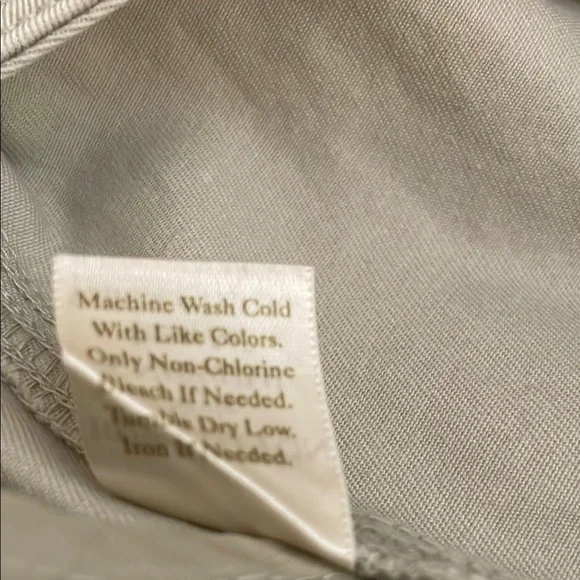 Machine Wash Cold
With Like Colors.
Only Non-Chlorine
Bleach If Needed.
Tumble Dry Low.
Iron If Needed.